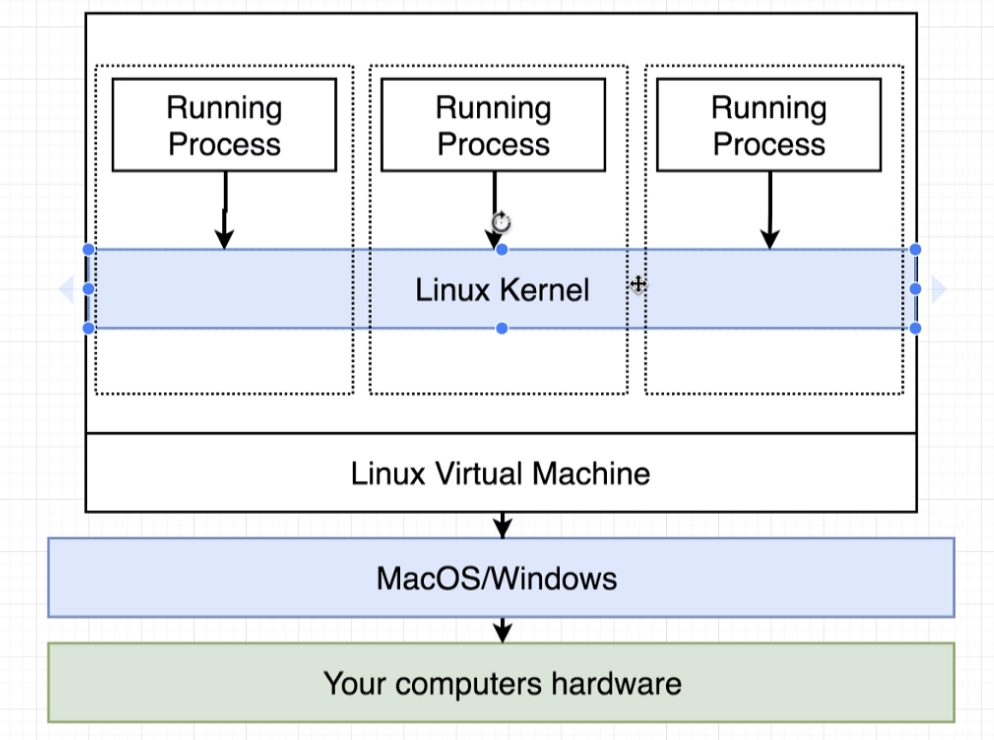 Running
Process
Running
Process
Running
Process
Linux Kernel
Linux Virtual Machine
MacOS/Windows
Your computers hardware